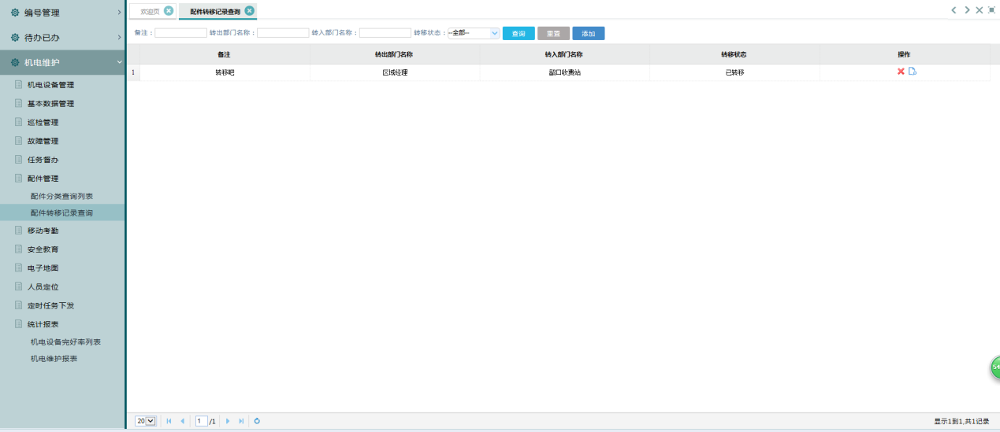 编号管理
待办已办
机电维护
机电设备管理
基本数据管理
巡检管理
故障管理
任务督办
配件管理
配件分类查询列表
配件转移记录查询
移动考勤
安全教育
电子地图
人员定位
定时任务下发
统计报表
机电设备完好率列表
机电维护报表
欢迎页 配件转移记录查询
备注： 转出部门名称： 转入部门名称： 转移状态： --全部-- 查询 重置 添加
备注 转出部门名称 转入部门名称 转移状态 操作
1 转移吧 区域经理 韶口收费站 已转移
20 1 /1 显示1到1,共1记录